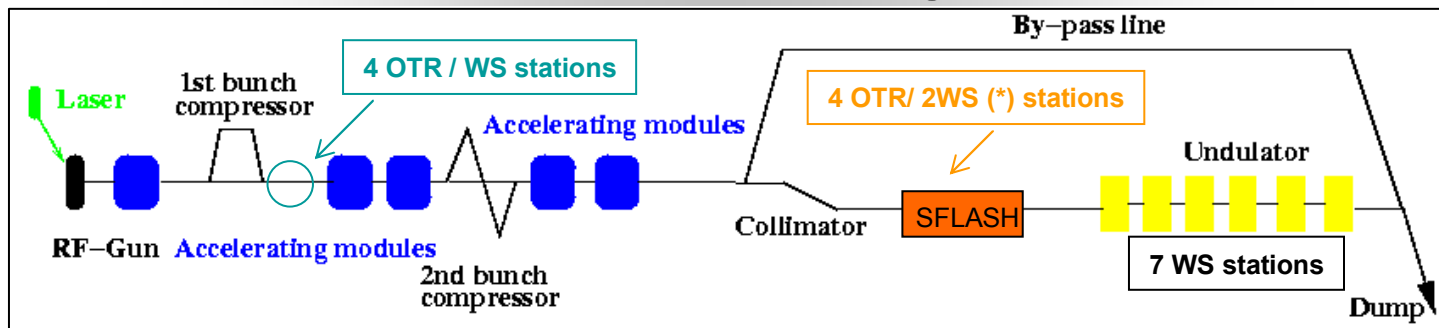 By-pass line
4 OTR / WS stations
1st bunch
compressor
Laser
4 OTR/ 2WS (*) stations
Accelerating modules
Undulator
SFLASH
Collimator
RF-Gun
Accelerating modules
7 WS stations
2nd bunch
compressor
Dump